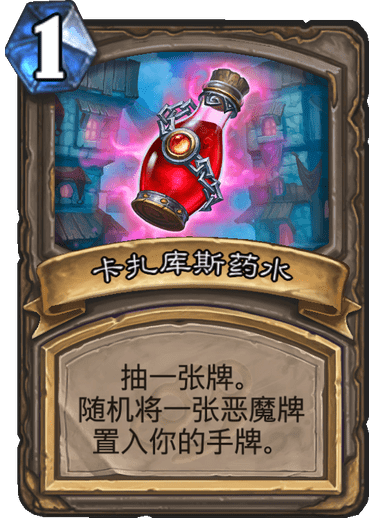 1
卡扎库斯药水
抽一张牌。
随机将一张恶魔牌
置入你的手牌。